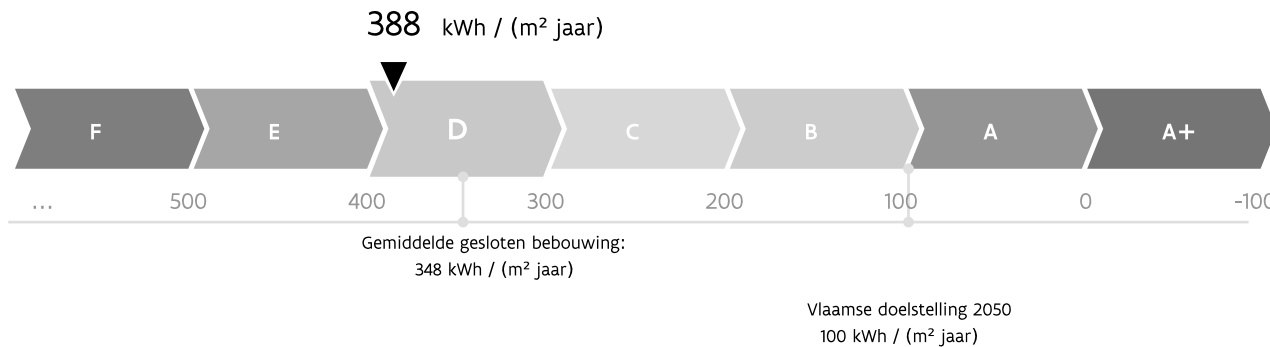 388 kWh / (m² jaar)
F E D C B A A+
... 500 400 300 200 100 0 -100
Gemiddelde gesloten bebouwing:
348 kWh / (m² jaar)
Vlaamse doelstelling 2050
100 kWh / (m² jaar)